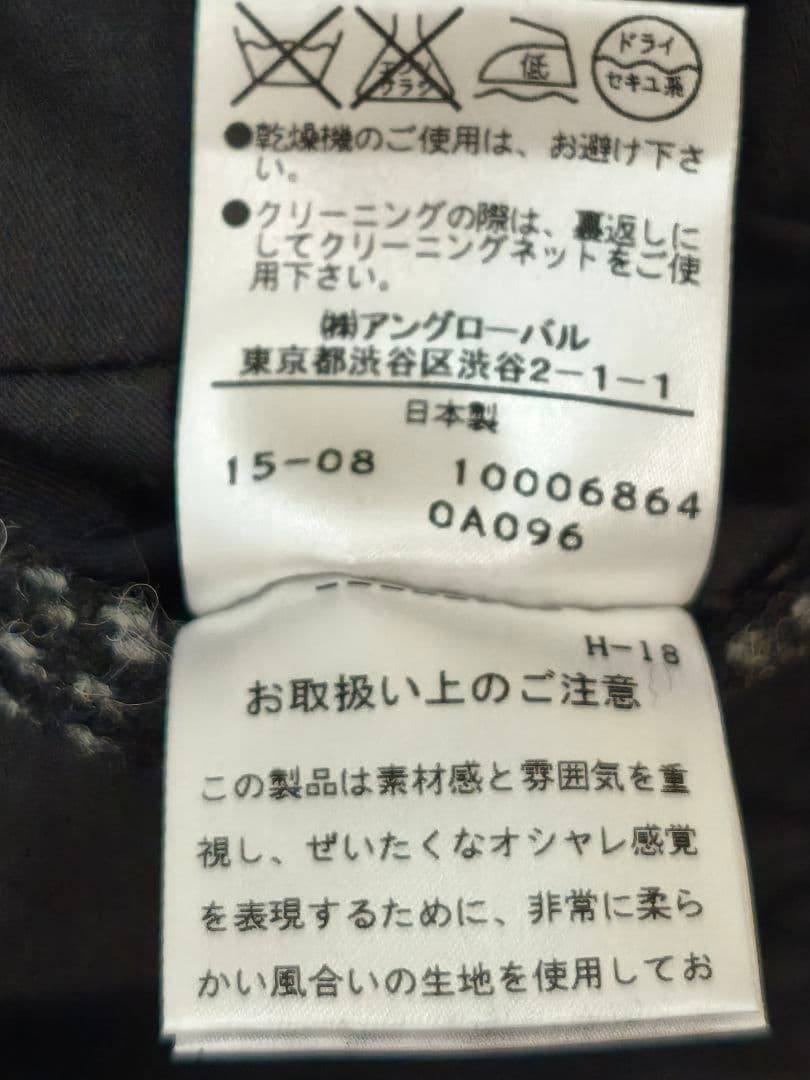 エンソ
サラシ
低
ドライ
セキユ系
●乾燥機のご使用は、お避け下さ
い。
●クリーニングの際は、裏返しに
してクリーニングネットをご使
用下さい。
㈱アングローバル
東京都渋谷区渋谷2-1-1
日本製
15-08 10006864
0A096
H-18
お取扱い上のご注意
この製品は素材感と雰囲気を重
視し、ぜいたくなオシャレ感覚
を表現するために、非常に柔ら
かい風合いの生地を使用してお